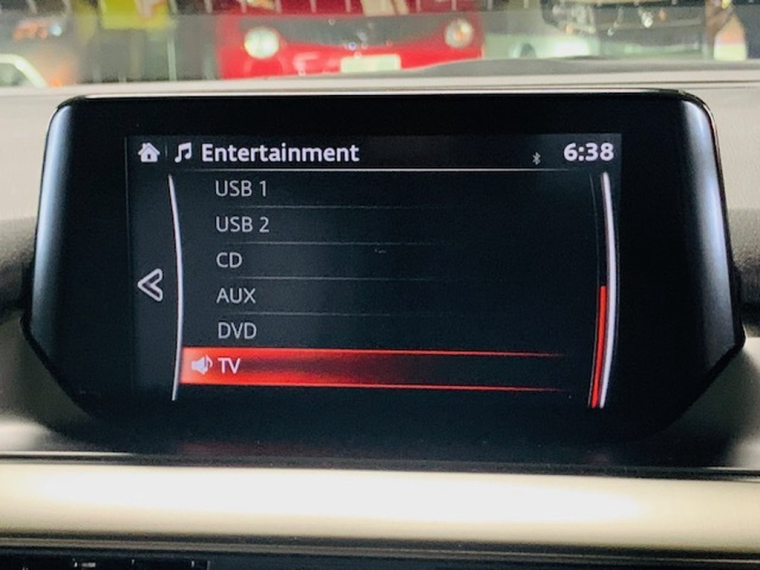 Entertainment 6:38
USB 1
USB 2
CD
AUX
DVD
TV